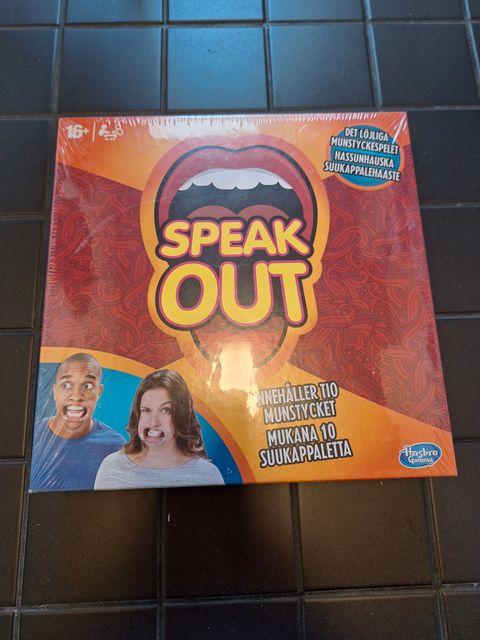 16+
DET LÖJLIGA
MUNSTYCKESPELET
HASSUNHAUSKA
SUUKAPPALEHAASTE
SPEAK
OUT
INNEHÅLLER TIO
MUNSTYCKET
MUKANA 10
SUUKAPPALETTA
Hasbro
Gaming